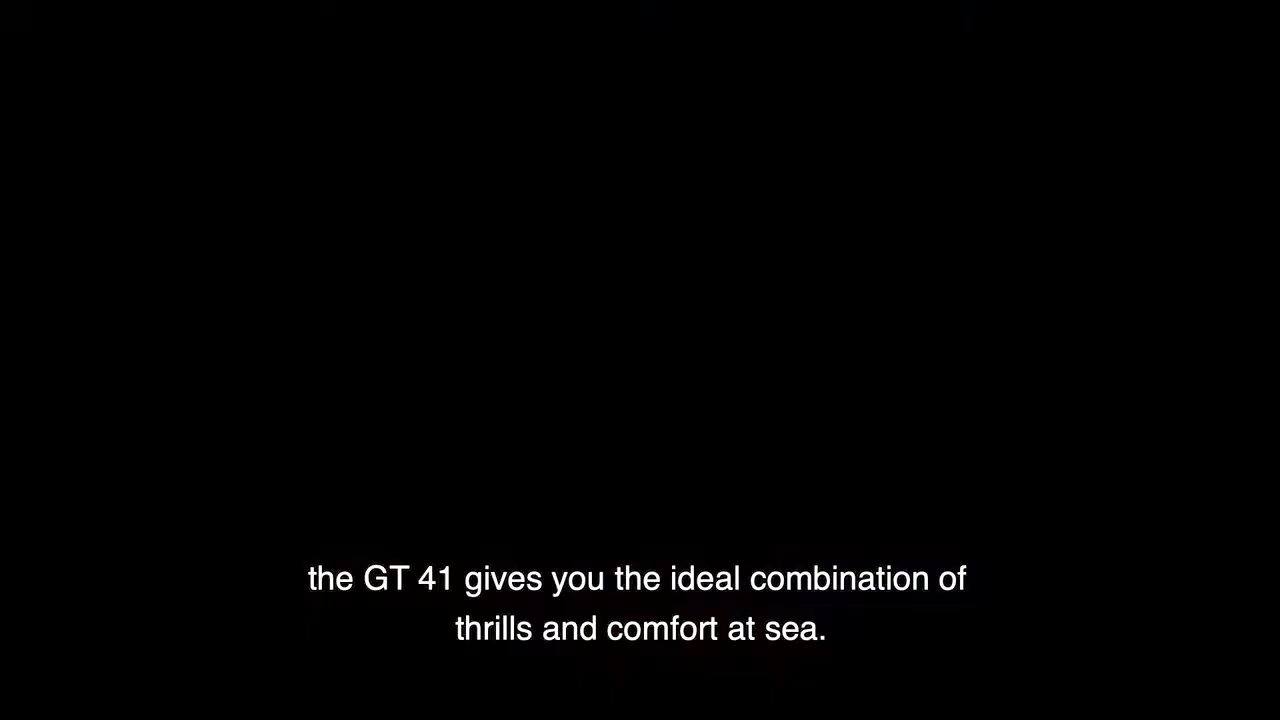 the GT 41 gives you the ideal combination of
thrills and comfort at sea.